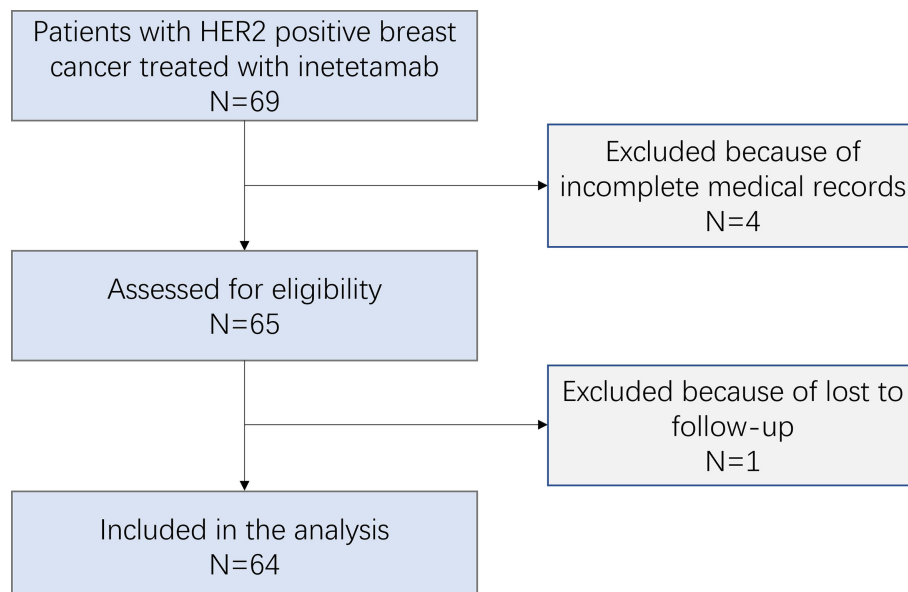 Patients with HER2 positive breast
cancer treated with inetetamab
N=69
Excluded because of
incomplete medical records
N=4
Assessed for eligibility
N=65
Excluded because of lost to
follow-up
N=1
Included in the analysis
N=64